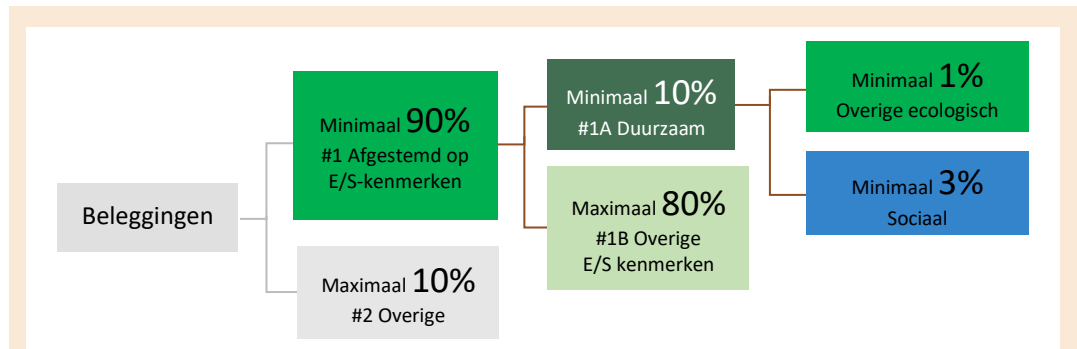 Beleggingen
Minimaal 90%
#1 Afgestemd op
E/S-kenmerken
Maximaal 10%
#2 Overige
Minimaal 10%
#1A Duurzaam
Maximaal 80%
#1B Overige
E/S kenmerken
Minimaal 1%
Overige ecologisch
Minimaal 3%
Sociaal